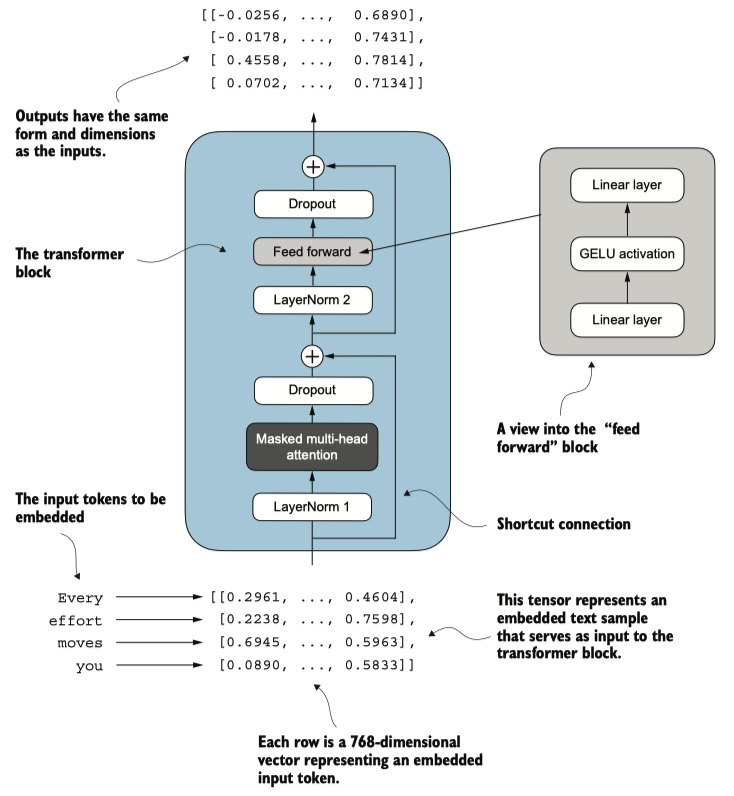 [[-0.0256, ..., 0.6890],
[-0.0178, ..., 0.7431],
[ 0.4558, ..., 0.7814],
[ 0.0702, ..., 0.7134]]
Outputs have the same
form and dimensions
as the inputs.
+
Dropout
Feed forward
LayerNorm 2
+
Dropout
Masked multi-head
attention
LayerNorm 1
The transformer
block
Linear layer
GELU activation
Linear layer
A view into the “feed
forward” block
Shortcut connection
The input tokens to be
embedded
Every [[0.2961, ..., 0.4604],
effort [0.2238, ..., 0.7598],
moves [0.6945, ..., 0.5963],
you [0.0890, ..., 0.5833]]
This tensor represents an
embedded text sample
that serves as input to the
transformer block.
Each row is a 768-dimensional
vector representing an embedded
input token.